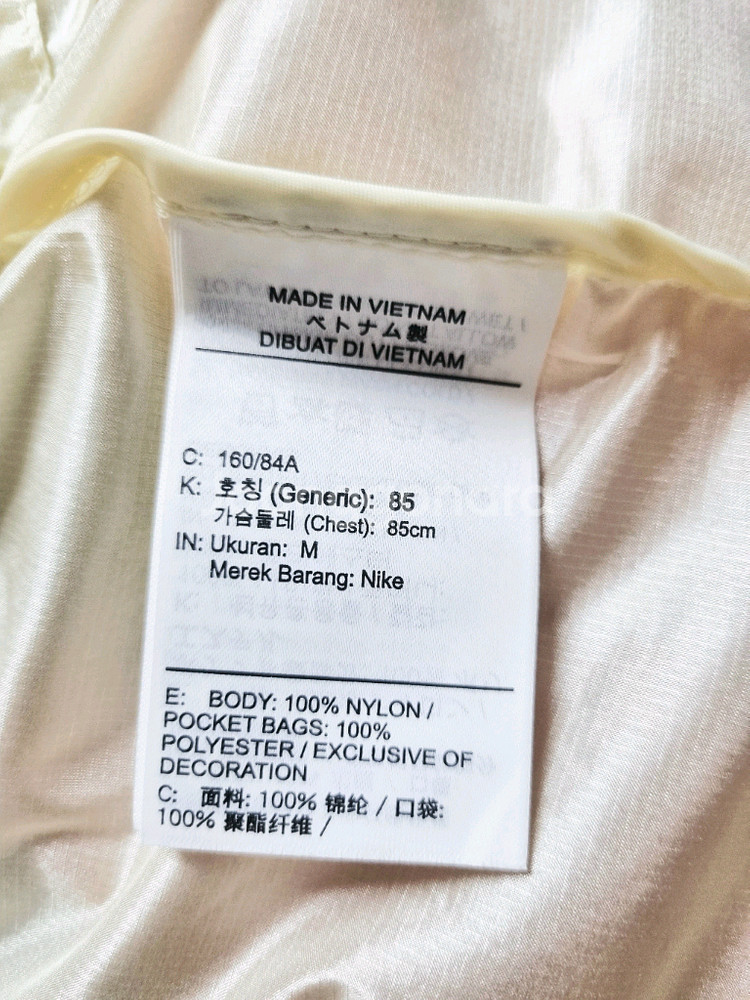 MADE IN VIETNAM
ベトナム製
DIBUAT DI VIETNAM
C: 160/84A
K: 호칭 (Generic): 85
가슴둘레 (Chest): 85cm
IN: Ukuran: M
Merek Barang: Nike
E: BODY: 100% NYLON /
POCKET BAGS: 100%
POLYESTER / EXCLUSIVE OF
DECORATION
C: 面料: 100% 锦纶 / 口袋:
100% 聚酯纤维 /